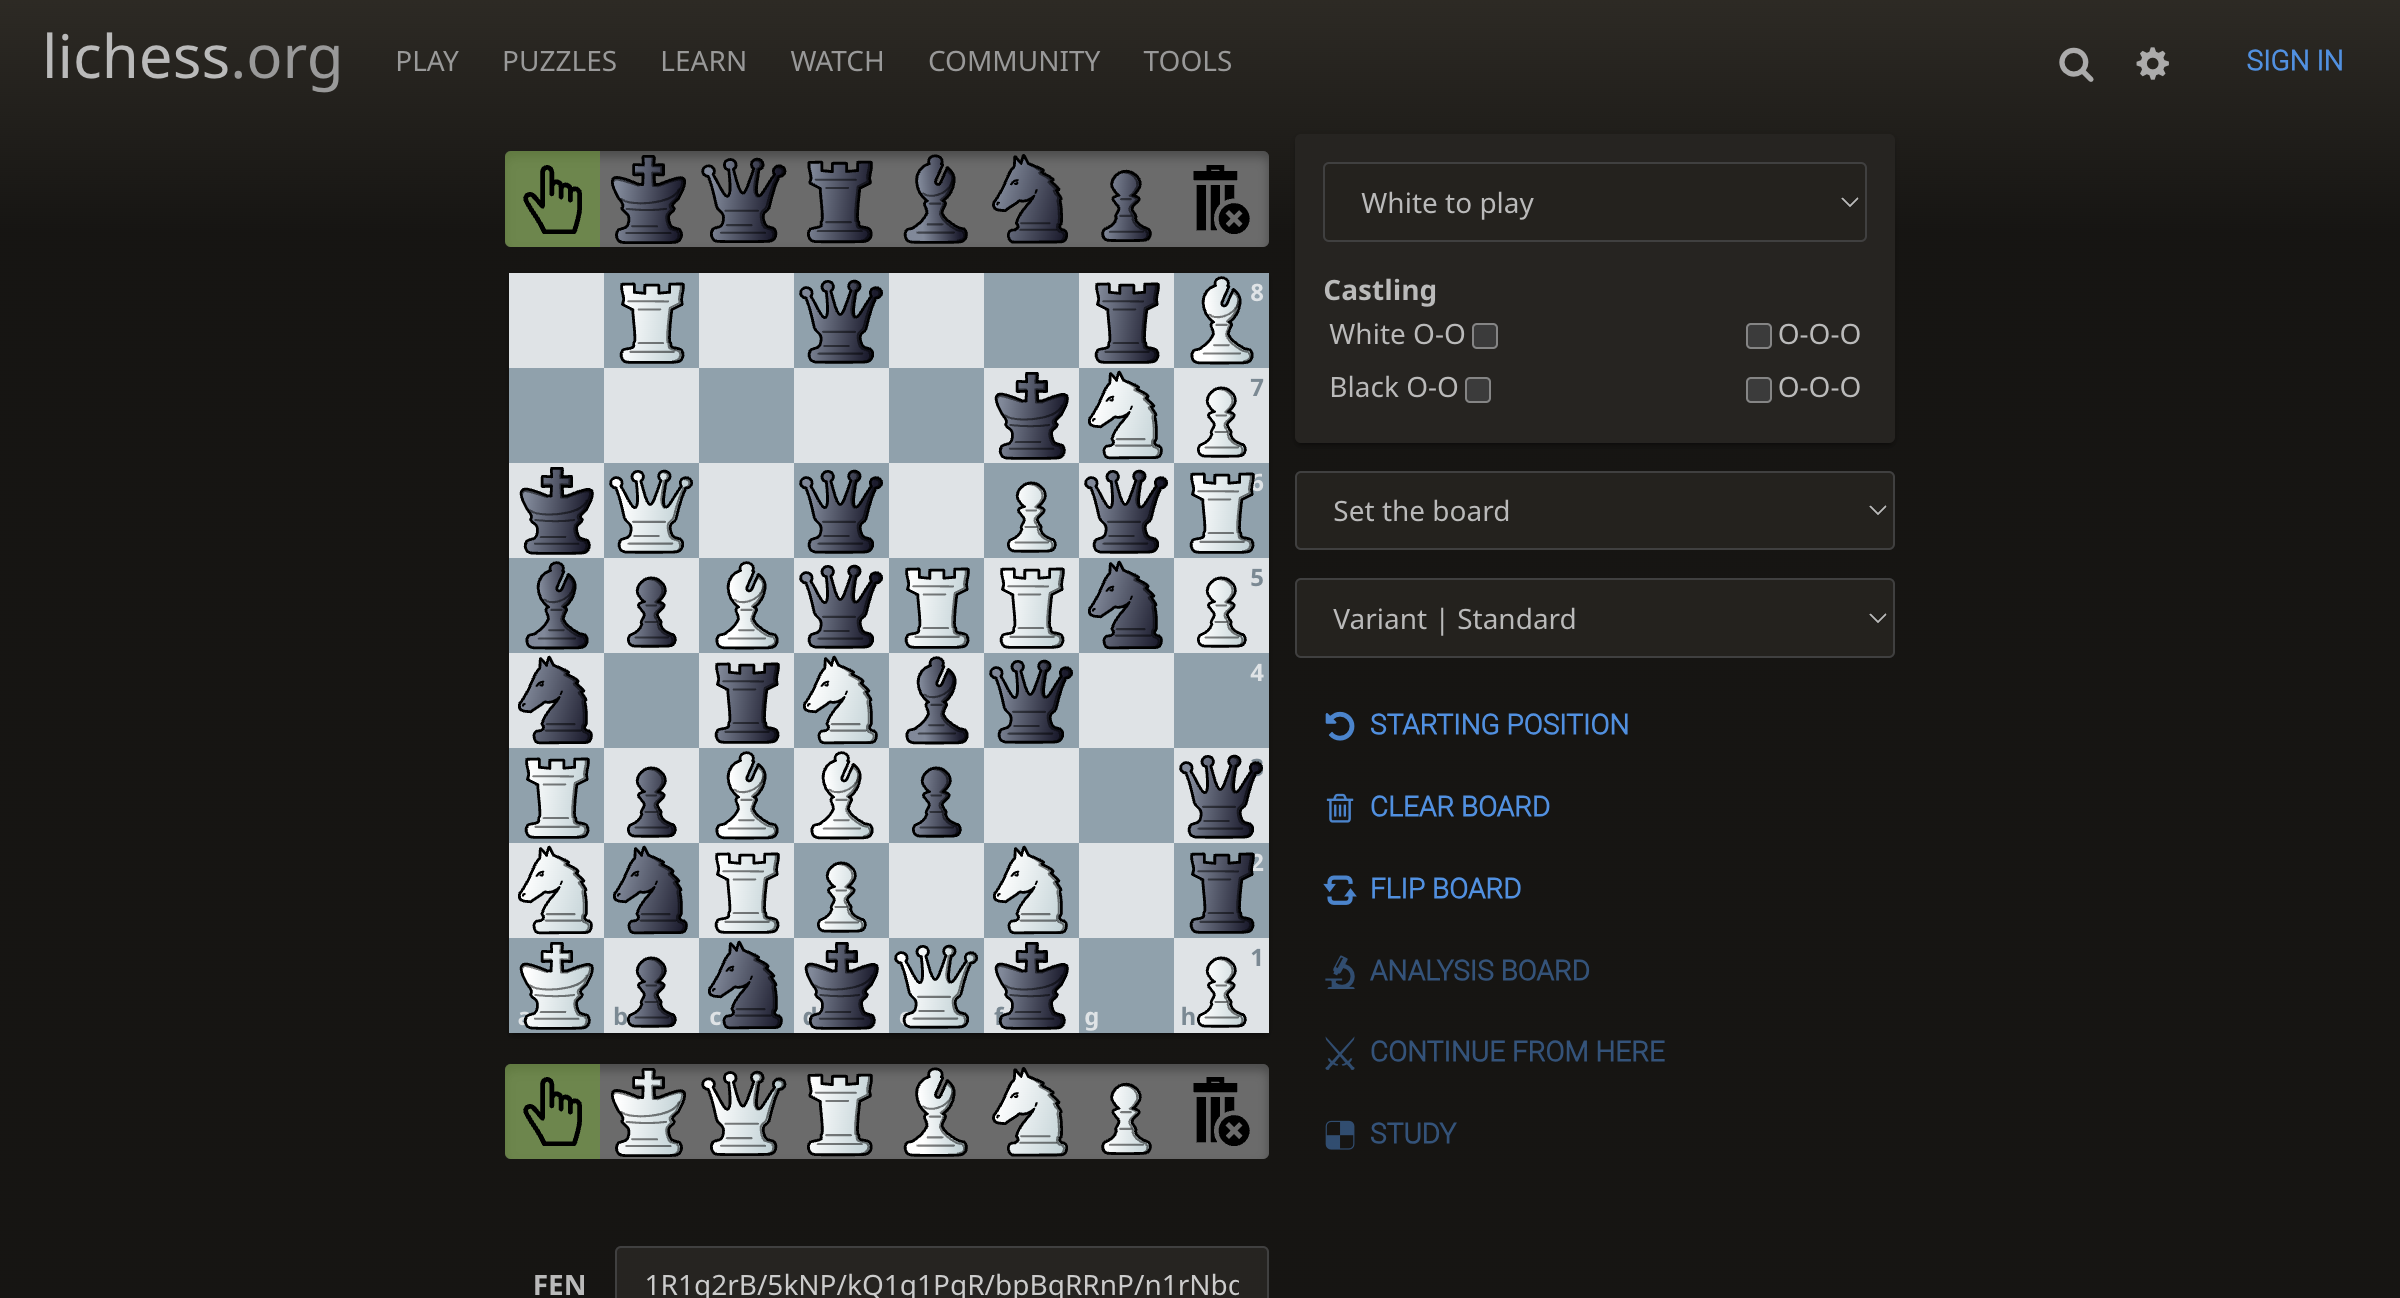 lichess.org PLAY PUZZLES LEARN WATCH COMMUNITY TOOLS SIGN IN
White to play
Castling
White O-O O-O-O
Black O-O O-O-O
Set the board
Variant | Standard
STARTING POSITION
CLEAR BOARD
FLIP BOARD
ANALYSIS BOARD
CONTINUE FROM HERE
STUDY
8
7
6
5
4
2
1
a b c d f g h
FEN 1R1q2rB/5kNP/kQ1q1PqR/bpBqRRnP/n1rNbq